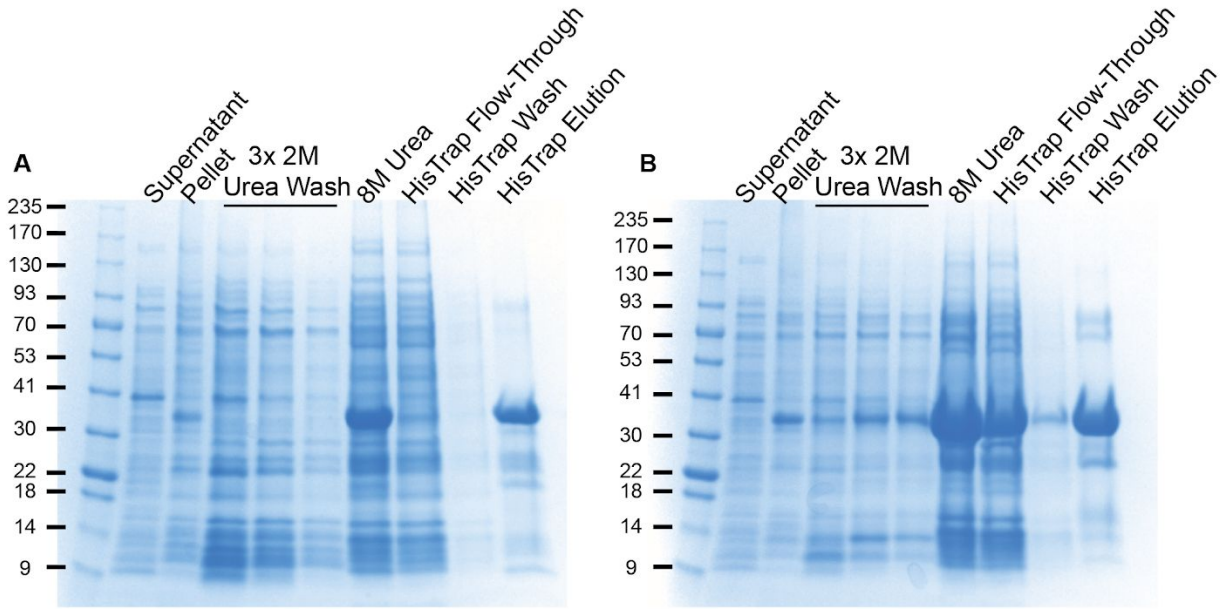 A
Supernatant
Pellet
3x 2M
Urea Wash
8M Urea
HisTrap Flow-Through
HisTrap Wash
HisTrap Elution
235
170
130
93
70
53
41
30
22
18
14
9
B
Supernatant
Pellet
3x 2M
Urea Wash
8M Urea
HisTrap Flow-Through
HisTrap Wash
HisTrap Elution
235
170
130
93
70
53
41
30
22
18
14
9